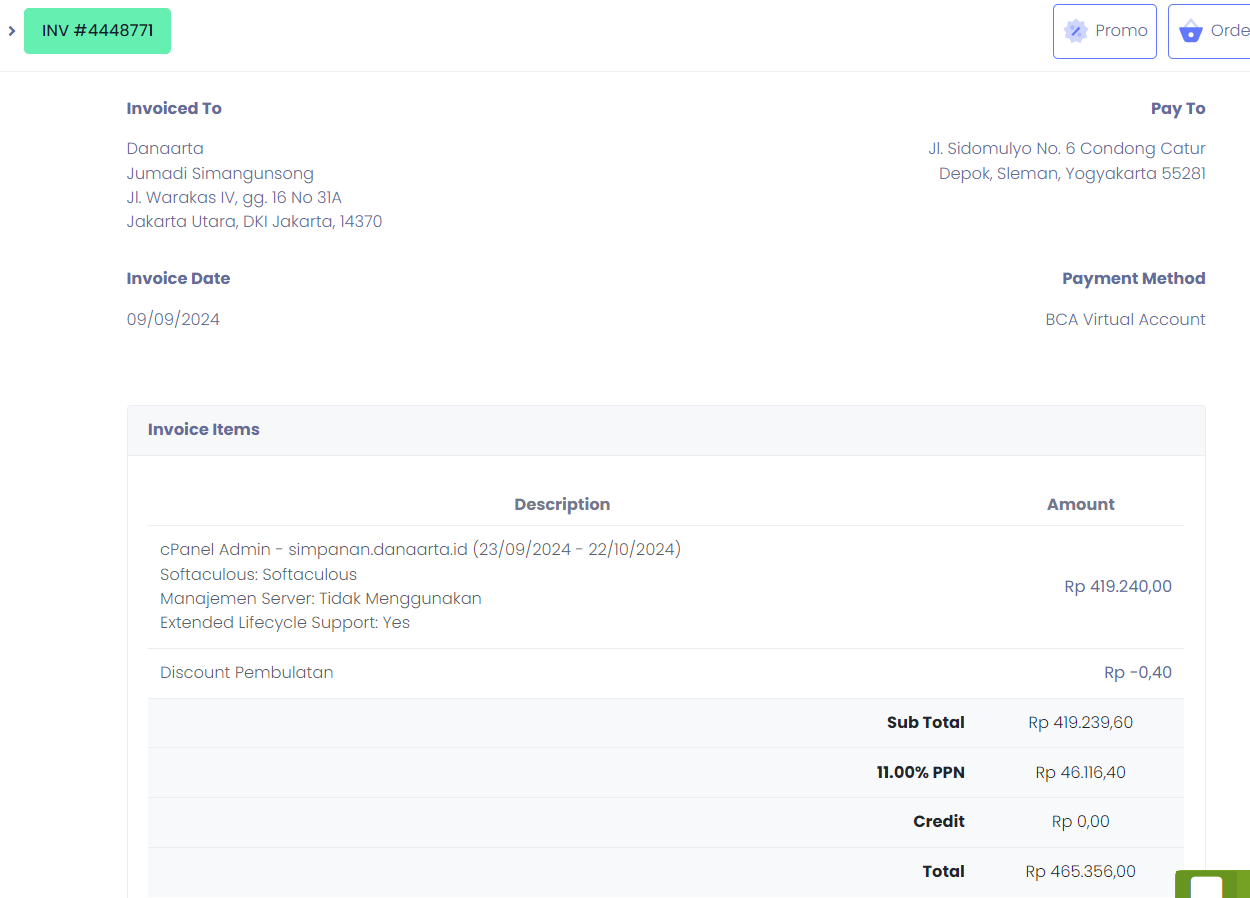 INV #4448771
Promo
Orde
Invoiced To
Pay To
Danaarta
Jumadi Simangunsong
Jl. Warakas IV, gg. 16 No 31A
Jakarta Utara, DKI Jakarta, 14370
Jl. Sidomulyo No. 6 Condong Catur
Depok, Sleman, Yogyakarta 55281
Invoice Date
Payment Method
09/09/2024
BCA Virtual Account
Invoice Items
Description
Amount
cPanel Admin - simpanan.danaarta.id (23/09/2024 - 22/10/2024)
Softaculous: Softaculous
Manajemen Server: Tidak Menggunakan
Extended Lifecycle Support: Yes
Rp 419.240,00
Discount Pembulatan
Rp -0,40
Sub Total
Rp 419.239,60
11.00% PPN
Rp 46.116,40
Credit
Rp 0,00
Total
Rp 465.356,00